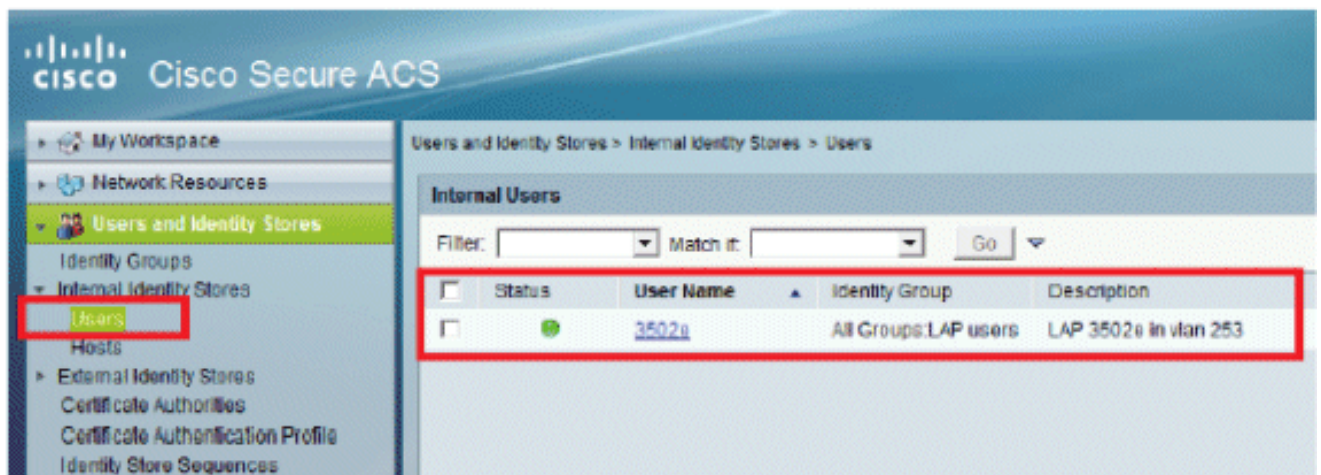 CISCO Cisco Secure ACS
My Workspace
Network Resources
Users and Identity Stores
Identity Groups
Internal Identity Stores
Users
Hosts
External Identity Stores
Certificate Authorities
Certificate Authentication Profile
Identity Store Sequences
Users and Identity Stores > Internal Identity Stores > Users
Internal Users
Filter: Match if: Go
Status User Name Identity Group Description
3502e All Groups:LAP users LAP 3502e in vlan 253